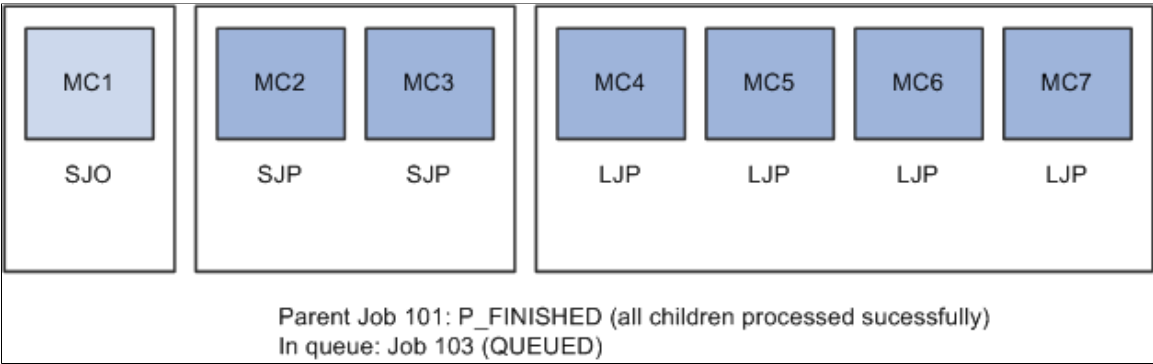 MC1 MC2 MC3 MC4 MC5 MC6 MC7
SJO SJP SJP LJP LJP LJP LJP
Parent Job 101: P_FINISHED (all children processed sucessfully)
In queue: Job 103 (QUEUED)